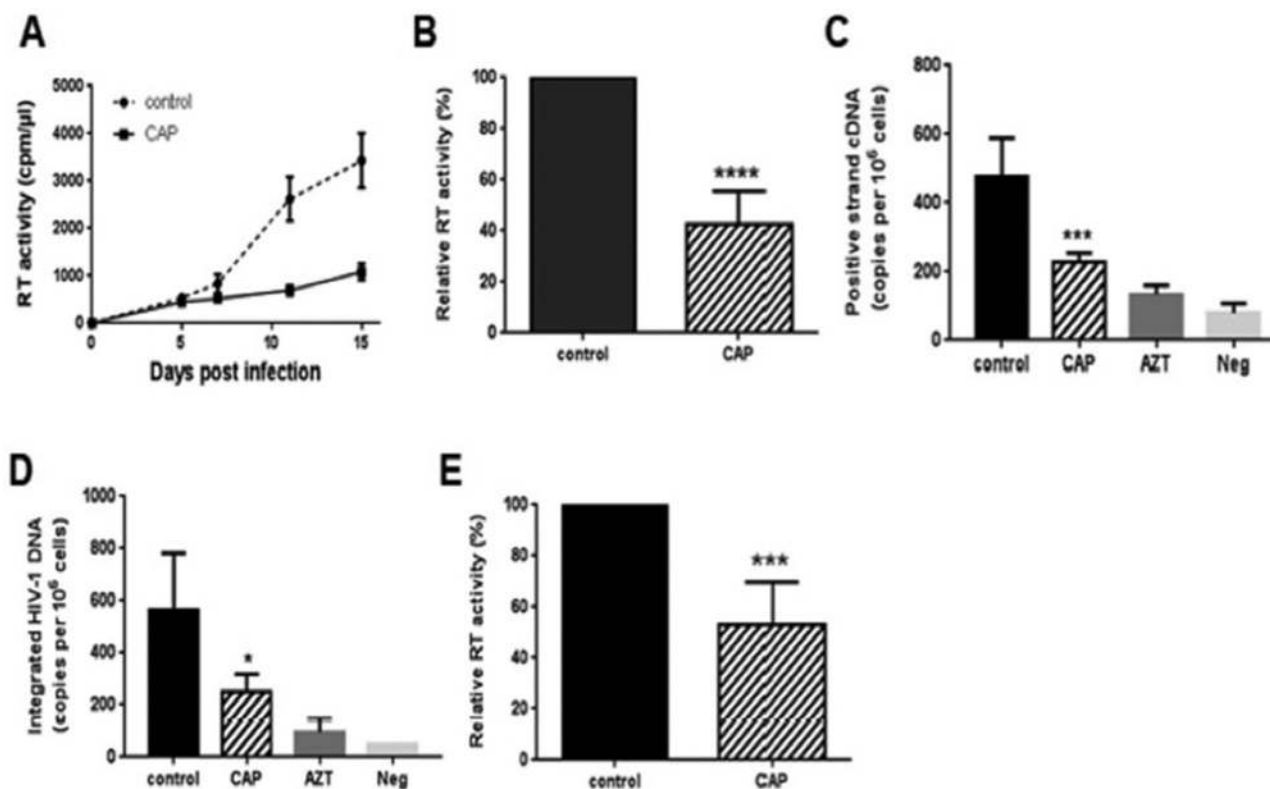 A
RT activity (cpm/µl)
5000
4000
3000
2000
1000
0
control
CAP
0
5
10
15
Days post infection
B
Relative RT activity (%)
100
80
60
40
20
0
****
control
CAP
C
Positive strand cDNA
(copies per 10⁶ cells)
800
600
400
200
0
***
control
CAP
AZT
Neg
D
Integrated HIV-1 DNA
(copies per 10⁶ cells)
1000
800
600
400
200
0
*
control
CAP
AZT
Neg
E
Relative RT activity (%)
100
80
60
40
20
0
***
control
CAP